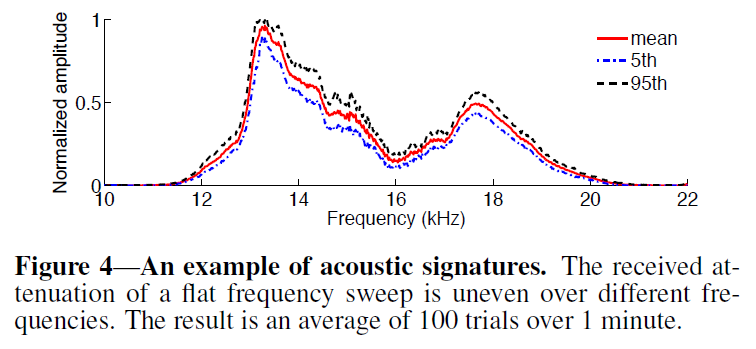 1
0.5
0
Normalized amplitude
mean
5th
95th
10 12 14 16 18 20 22
Frequency (kHz)
Figure 4—An example of acoustic signatures. The received at-
tenuation of a flat frequency sweep is uneven over different fre-
quencies. The result is an average of 100 trials over 1 minute.